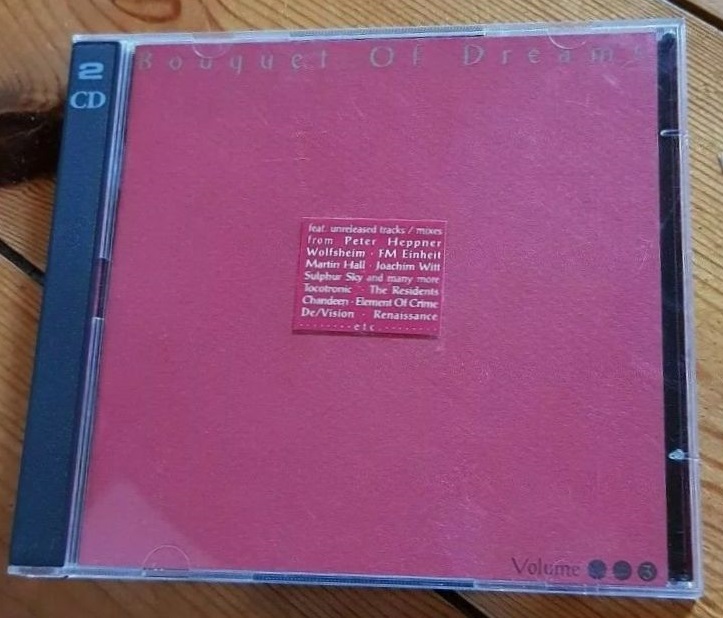 2
CD
Bouquet Of Dreams
feat. unreleased tracks / mixes
from Peter Heppner
Wolfsheim · FM Einheit
Martin Hall · Joachim Witt
Sulphur Sky and many more
Tocotronic · The Residents
Chandeen · Element Of Crime
De/Vision · Renaissance
········etc.········
Volume 3